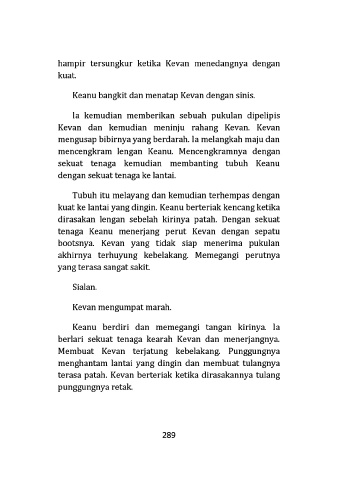 hampir tersungkur ketika Kevan menedangnya dengan
kuat.
Keanu bangkit dan menatap Kevan dengan sinis.
Ia kemudian memberikan sebuah pukulan dipelipis
Kevan dan kemudian meninju rahang Kevan. Kevan
mengusap bibirnya yang berdarah. Ia melangkah maju dan
mencengkram lengan Keanu. Mencengkramnya dengan
sekuat tenaga kemudian membanting tubuh Keanu
dengan sekuat tenaga ke lantai.
Tubuh itu melayang dan kemudian terhempas dengan
kuat ke lantai yang dingin. Keanu berteriak kencang ketika
dirasakan lengan sebelah kirinya patah. Dengan sekuat
tenaga Keanu menerjang perut Kevan dengan sepatu
bootsnya. Kevan yang tidak siap menerima pukulan
akhirnya terhuyung kebelakang. Memegangi perutnya
yang terasa sangat sakit.
Sialan.
Kevan mengumpat marah.
Keanu berdiri dan memegangi tangan kirinya. Ia
berlari sekuat tenaga kearah Kevan dan menerjangnya.
Membuat Kevan terjatung kebelakang. Punggungnya
menghantam lantai yang dingin dan membuat tulangnya
terasa patah. Kevan berteriak ketika dirasakannya tulang
punggungnya retak.
289